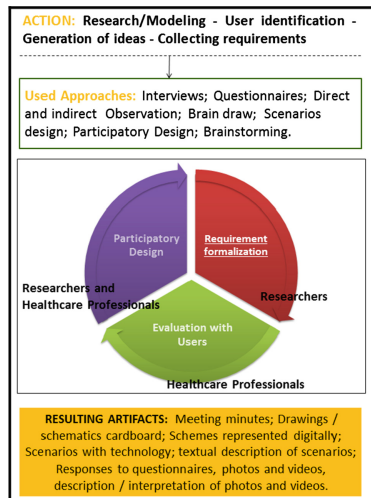 ACTION: Research/Modeling - User identification -
Generation of ideas - Collecting requirements
Used Approaches: Interviews; Questionnaires; Direct
and indirect Observation; Brain draw; Scenarios
design; Participatory Design; Brainstorming.
Participatory
Design
Requirement
formalization
Researchers and
Healthcare Professionals
Researchers
Evaluation with
Users
Healthcare Professionals
RESULTING ARTIFACTS: Meeting minutes; Drawings /
schematics cardboard; Schemes represented digitally;
Scenarios with technology; textual description of scenarios;
Responses to questionnaires, photos and videos,
description / interpretation of photos and videos.